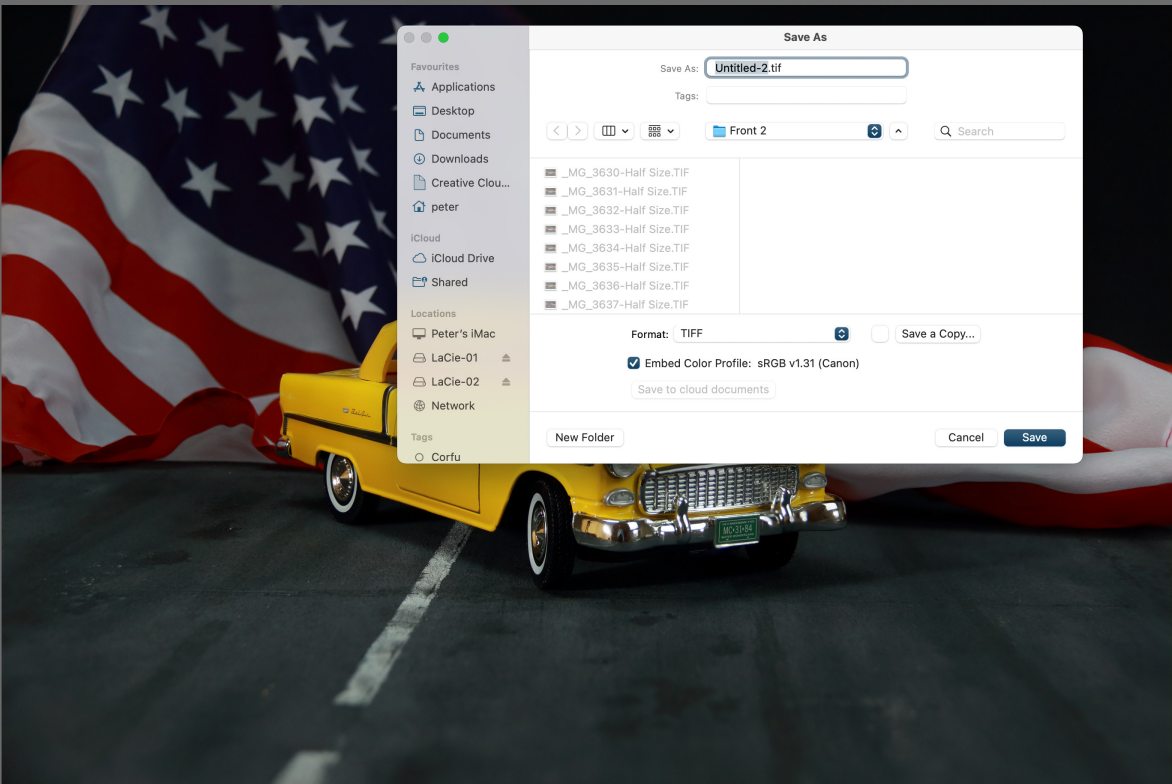 Save As
Favourites
Applications
Desktop
Documents
Downloads
Creative Clou...
peter
iCloud
iCloud Drive
Shared
Locations
Peter's iMac
LaCie-01
LaCie-02
Network
Tags
Corfu
Save As: Untitled-2.tif
Tags:
Front 2
Search
_MG_3630-Half Size.TIF
_MG_3631-Half Size.TIF
_MG_3632-Half Size.TIF
_MG_3633-Half Size.TIF
_MG_3634-Half Size.TIF
_MG_3635-Half Size.TIF
_MG_3636-Half Size.TIF
_MG_3637-Half Size.TIF
Format: TIFF
Save a Copy...
Embed Color Profile: sRGB v1.31 (Canon)
Save to cloud documents
New Folder
Cancel
Save
MC•31•84